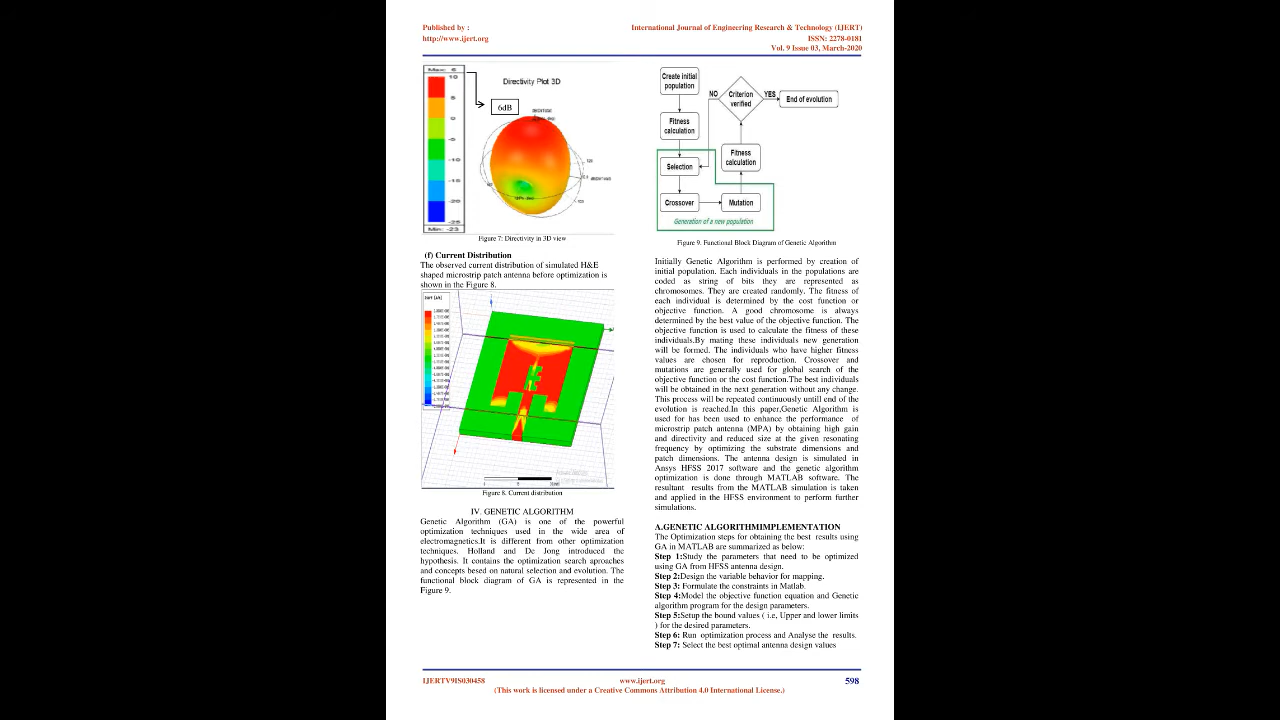 Published by :
http://www.ijert.org
International Journal of Engineering Research & Technology (IJERT)
ISSN: 2278-0181
Vol. 9 Issue 03, March-2020
Max: 6
10
5
-5
-10
-15
-20
-25
Min: -23
Directivity Plot 3D
6dB
Figure 7: Directivity in 3D view
(f) Current Distribution
The observed current distribution of simulated H&E
shaped microstrip patch antenna before optimization is
shown in the Figure 8.
Figure 8. Current distribution
IV. GENETIC ALGORITHM
Genetic Algorithm (GA) is one of the powerful
optimization techniques used in the wide area of
electromagnetics.It is different from other optimization
techniques. Holland and De Jong introduced the
hypothesis. It contains the optimization search aproaches
and concepts besed on natural selection and evolution. The
functional block diagram of GA is represented in the
Figure 9.
Create initial
population
Fitness
calculation
Selection
Crossover
Mutation
Fitness
calculation
NO
Criterion
verified
YES
End of evolution
Generation of a new population
Figure 9. Functional Block Diagram of Genetic Algorithm
Initially Genetic Algorithm is performed by creation of
initial population. Each individuals in the populations are
coded as string of bits they are represented as
chromosomes. They are created randomly. The fitness of
each individual is determined by the cost function or
objective function. A good chromosome is always
determined by the best value of the objective function. The
objective function is used to calculate the fitness of these
individuals.By mating these individuals new generation
will be formed. The individuals who have higher fitness
values are chosen for reproduction. Crossover and
mutations are generally used for global search of the
objective function or the cost function.The best individuals
will be obtained in the next generation without any change.
This process will be repeated continuously untill end of the
evolution is reached.In this paper,Genetic Algorithm is
used for has been used to enhance the performance of
microstrip patch antenna (MPA) by obtaining high gain
and directivity and reduced size at the given resonating
frequency by optimizing the substrate dimensions and
patch dimensions. The antenna design is simulated in
Ansys HFSS 2017 software and the genetic algorithm
optimization is done through MATLAB software. The
resultant results from the MATLAB simulation is taken
and applied in the HFSS environment to perform further
simulations.
A.GENETIC ALGORITHMIMPLEMENTATION
The Optimization steps for obtaining the best results using
GA in MATLAB are summarized as below:
Step 1:Study the parameters that need to be optimized
using GA from HFSS antenna design.
Step 2:Design the variable behavior for mapping.
Step 3: Formulate the constraints in Matlab.
Step 4:Model the objective function equation and Genetic
algorithm program for the design parameters.
Step 5:Setup the bound values ( i.e, Upper and lower limits
) for the desired parameters.
Step 6: Run optimization process and Analyse the results.
Step 7: Select the best optimal antenna design values
IJERTV9IS030458
www.ijert.org
(This work is licensed under a Creative Commons Attribution 4.0 International License.)
598